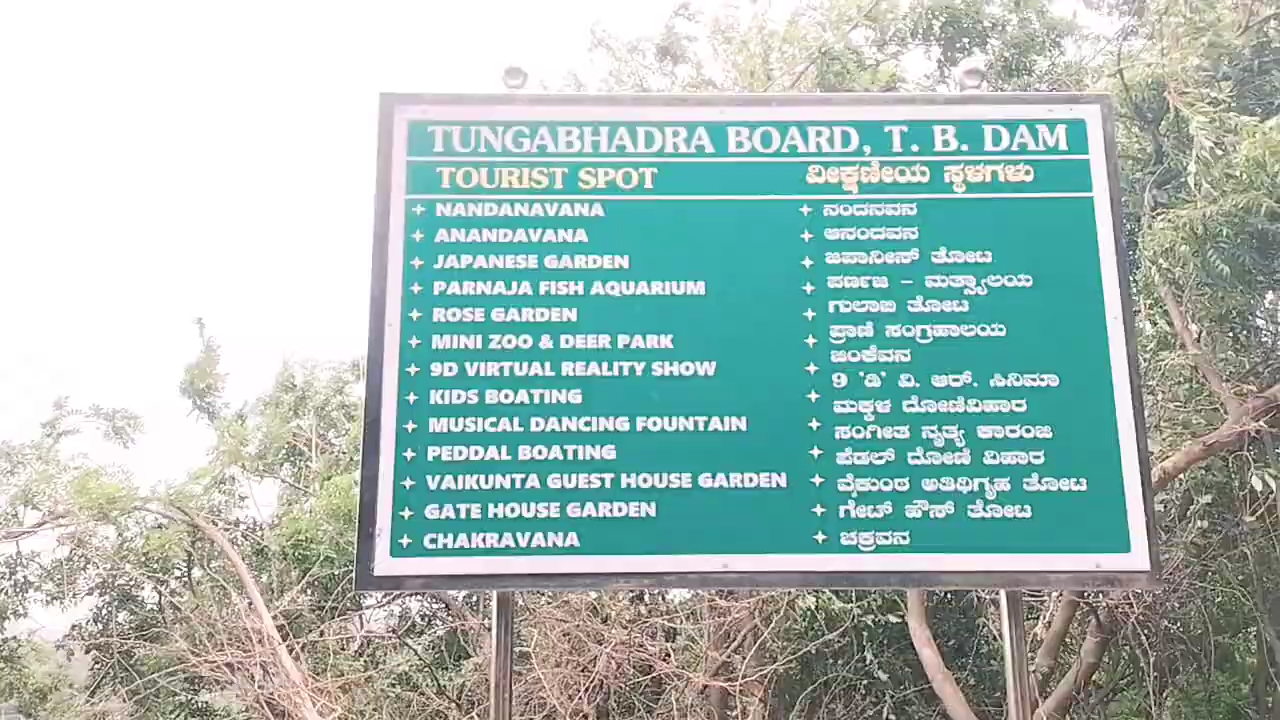 TUNGABHADRA BOARD, T. B. DAM
TOURIST SPOT ವೀಕ್ಷಣೀಯ ಸ್ಥಳಗಳು
NANDANAVANA ನಂದನವನ
ANANDAVANA ಆನಂದವನ
JAPANESE GARDEN ಜಪಾನೀಸ್ ತೋಟ
PARNAJA FISH AQUARIUM ಪರ್ಣಜ - ಮತ್ಸ್ಯಾಲಯ
ROSE GARDEN ಗುಲಾಬಿ ತೋಟ
MINI ZOO & DEER PARK ಪ್ರಾಣಿ ಸಂಗ್ರಹಾಲಯ
ಜಿಂಕೆವನ
9D VIRTUAL REALITY SHOW 9 'ಡಿ' ವಿ. ಆರ್. ಸಿನಿಮಾ
KIDS BOATING ಮಕ್ಕಳ ದೋಣಿವಿಹಾರ
MUSICAL DANCING FOUNTAIN ಸಂಗೀತ ನೃತ್ಯ ಕಾರಂಜಿ
PEDDAL BOATING ಪೆಡಲ್ ದೋಣಿ ವಿಹಾರ
VAIKUNTA GUEST HOUSE GARDEN ವೈಕುಂಠ ಅತಿಥಿಗೃಹ ತೋಟ
GATE HOUSE GARDEN ಗೇಟ್ ಹೌಸ್ ತೋಟ
CHAKRAVANA ಚಕ್ರವನ